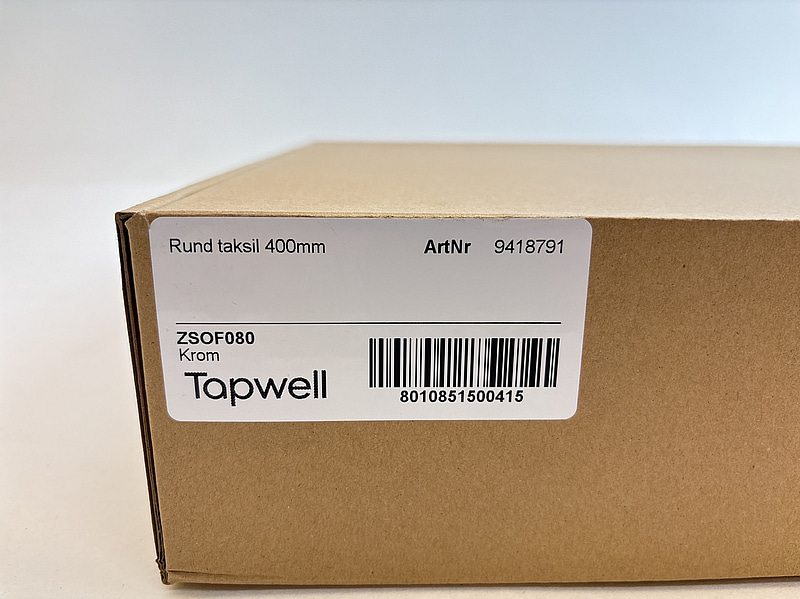 Rund taksil 400mm ArtNr 9418791
ZSOF080
Krom
Tapwell
8010851500415